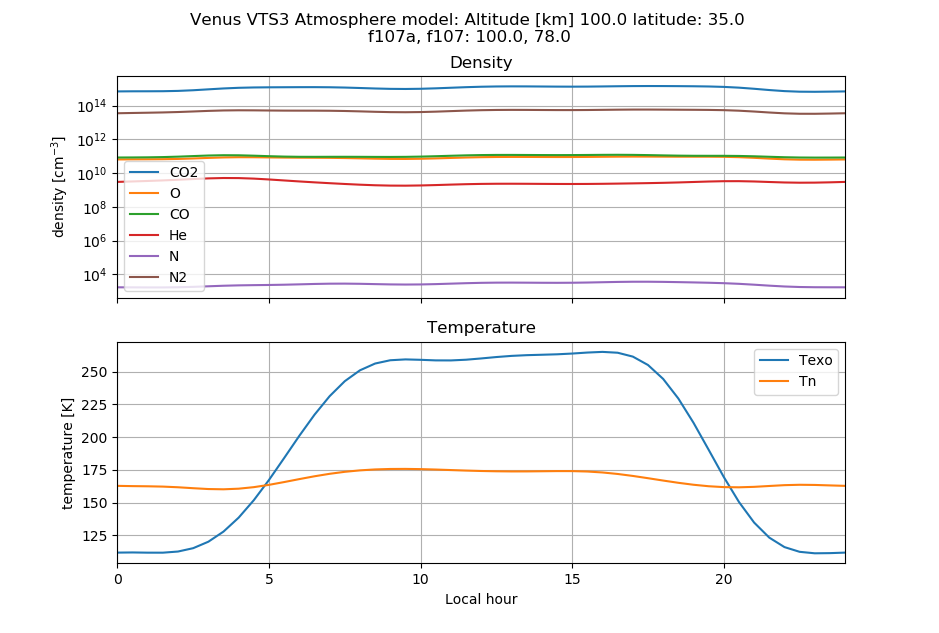 Venus VTS3 Atmosphere model: Altitude [km] 100.0 latitude: 35.0
f107a, f107: 100.0, 78.0
Density
10^14
10^12
10^10
10^8
10^6
10^4
density [cm^−3]
CO2
O
CO
He
N
N2
Temperature
250
225
200
175
150
125
temperature [K]
Texo
Tn
0 5 10 15 20
Local hour